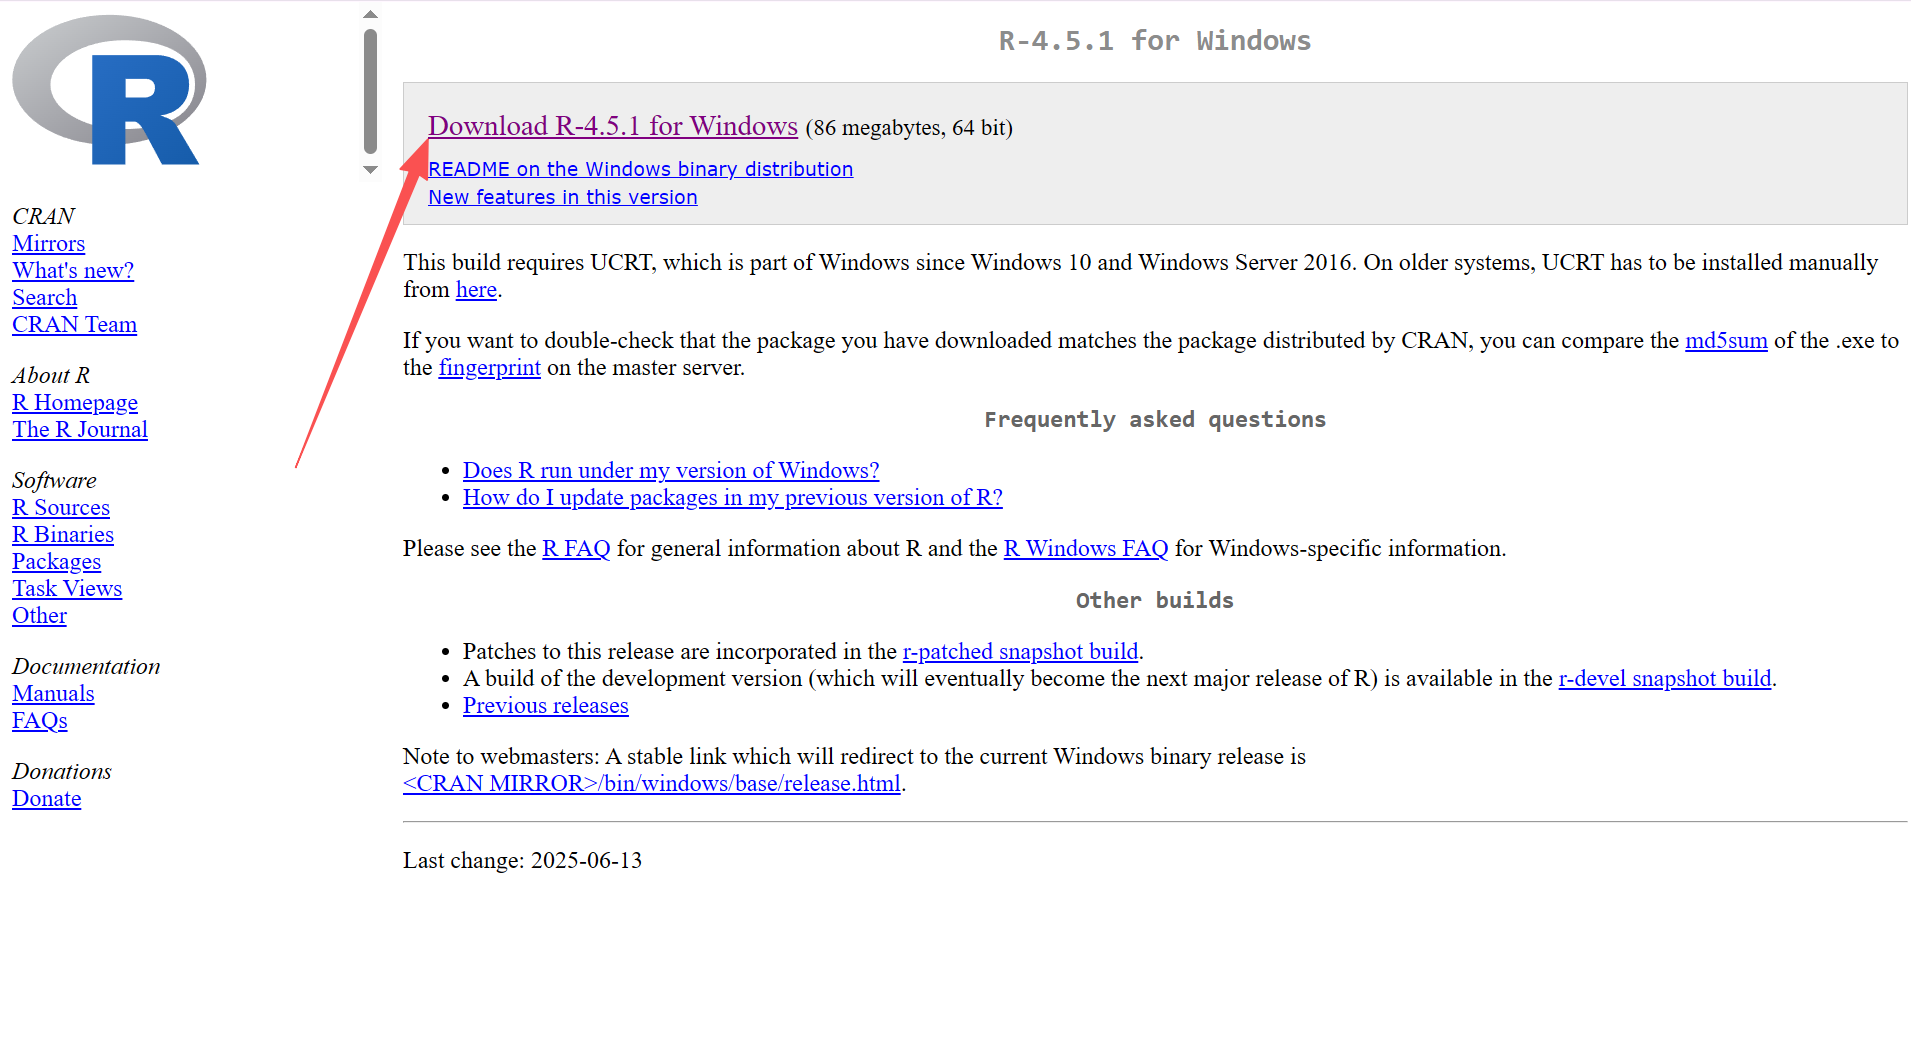 R
CRAN
Mirrors
What's new?
Search
CRAN Team
About R
R Homepage
The R Journal
Software
R Sources
R Binaries
Packages
Task Views
Other
Documentation
Manuals
FAQs
Donations
Donate
R-4.5.1 for Windows
Download R-4.5.1 for Windows (86 megabytes, 64 bit)
README on the Windows binary distribution
New features in this version
This build requires UCRT, which is part of Windows since Windows 10 and Windows Server 2016. On older systems, UCRT has to be installed manually
from here.
If you want to double-check that the package you have downloaded matches the package distributed by CRAN, you can compare the md5sum of the .exe to
the fingerprint on the master server.
Frequently asked questions
• Does R run under my version of Windows?
• How do I update packages in my previous version of R?
Please see the R FAQ for general information about R and the R Windows FAQ for Windows-specific information.
Other builds
• Patches to this release are incorporated in the r-patched snapshot build.
• A build of the development version (which will eventually become the next major release of R) is available in the r-devel snapshot build.
• Previous releases
Note to webmasters: A stable link which will redirect to the current Windows binary release is
<CRAN MIRROR>/bin/windows/base/release.html.
Last change: 2025-06-13